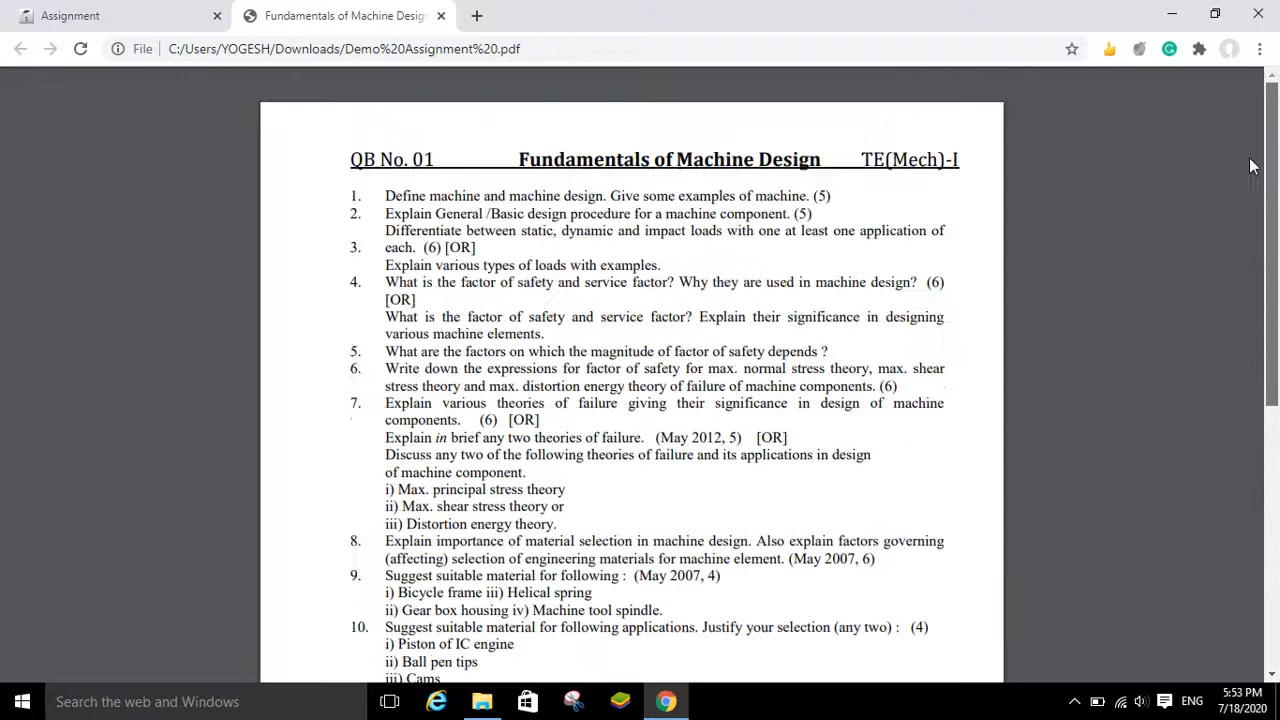 Assignment
Fundamentals of Machine Desig
File
C:/Users/YOGESH/Downloads/Demo%20Assignment%20.pdf
QB No. 01 Fundamentals of Machine Design TE(Mech)-I
1. Define machine and machine design. Give some examples of machine. (5)
2. Explain General /Basic design procedure for a machine component. (5)
Differentiate between static, dynamic and impact loads with one at least one application of
3. each. (6) [OR]
Explain various types of loads with examples.
4. What is the factor of safety and service factor? Why they are used in machine design? (6)
[OR]
What is the factor of safety and service factor? Explain their significance in designing
various machine elements.
5. What are the factors on which the magnitude of factor of safety depends ?
6. Write down the expressions for factor of safety for max. normal stress theory, max. shear
stress theory and max. distortion energy theory of failure of machine components. (6)
7. Explain various theories of failure giving their significance in design of machine
components. (6) [OR]
Explain in brief any two theories of failure. (May 2012, 5) [OR]
Discuss any two of the following theories of failure and its applications in design
of machine component.
i) Max. principal stress theory
ii) Max. shear stress theory or
iii) Distortion energy theory.
8. Explain importance of material selection in machine design. Also explain factors governing
(affecting) selection of engineering materials for machine element. (May 2007, 6)
9. Suggest suitable material for following : (May 2007, 4)
i) Bicycle frame iii) Helical spring
ii) Gear box housing iv) Machine tool spindle.
10. Suggest suitable material for following applications. Justify your selection (any two) : (4)
i) Piston of IC engine
ii) Ball pen tips
iii) Cams
Search the web and Windows
ENG
5:53 PM
7/18/2020